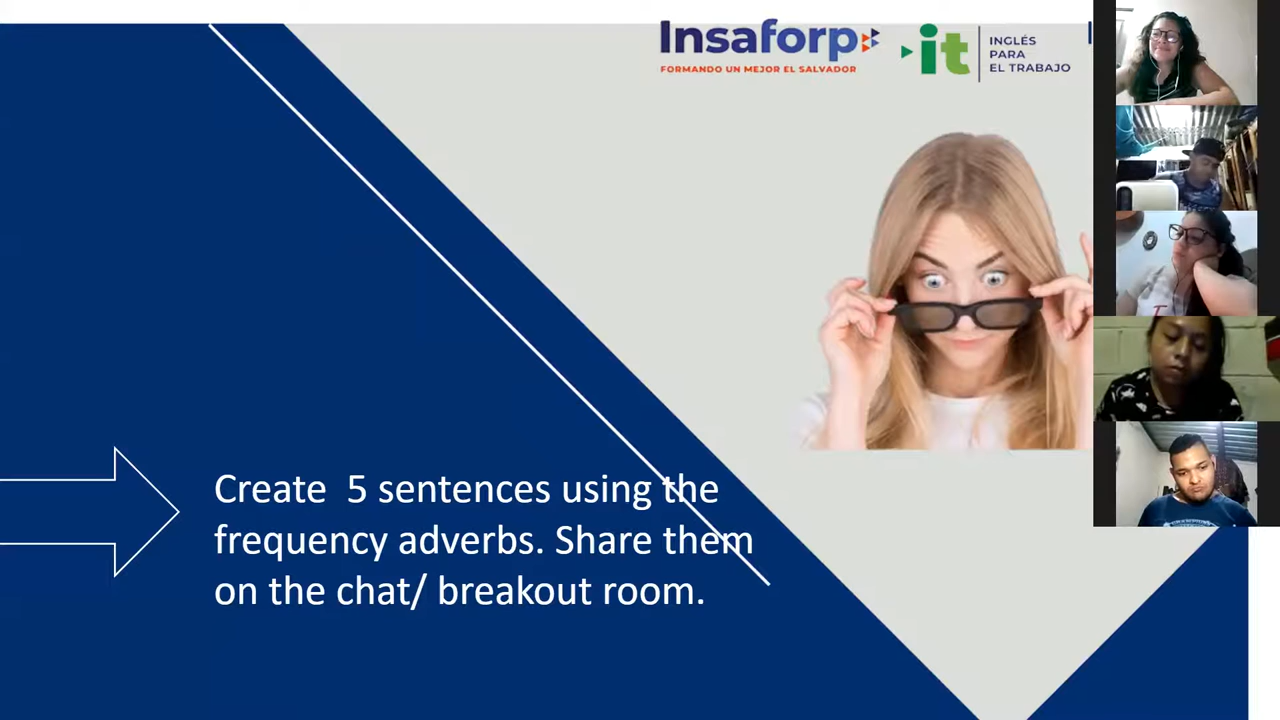 Insaforp
FORMANDO UN MEJOR EL SALVADOR
it
INGLÉS
PARA
EL TRABAJO
Create 5 sentences using the
frequency adverbs. Share them
on the chat/ breakout room.